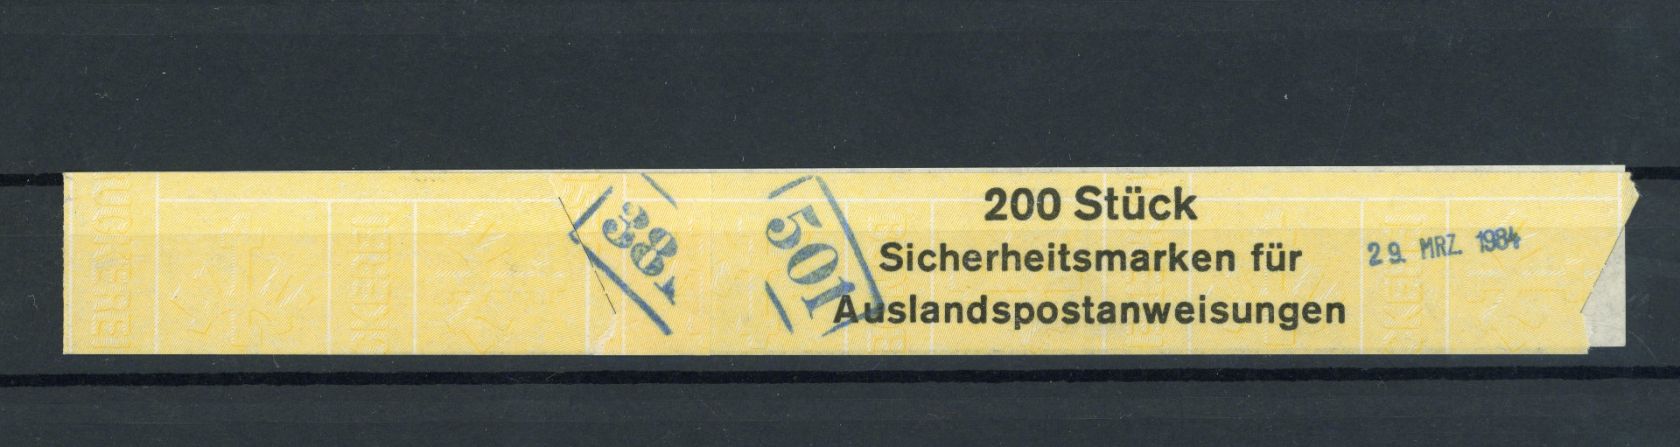 200 Stück
Sicherheitsmarken für
Auslandspostanweisungen
29. MRZ. 1984
501